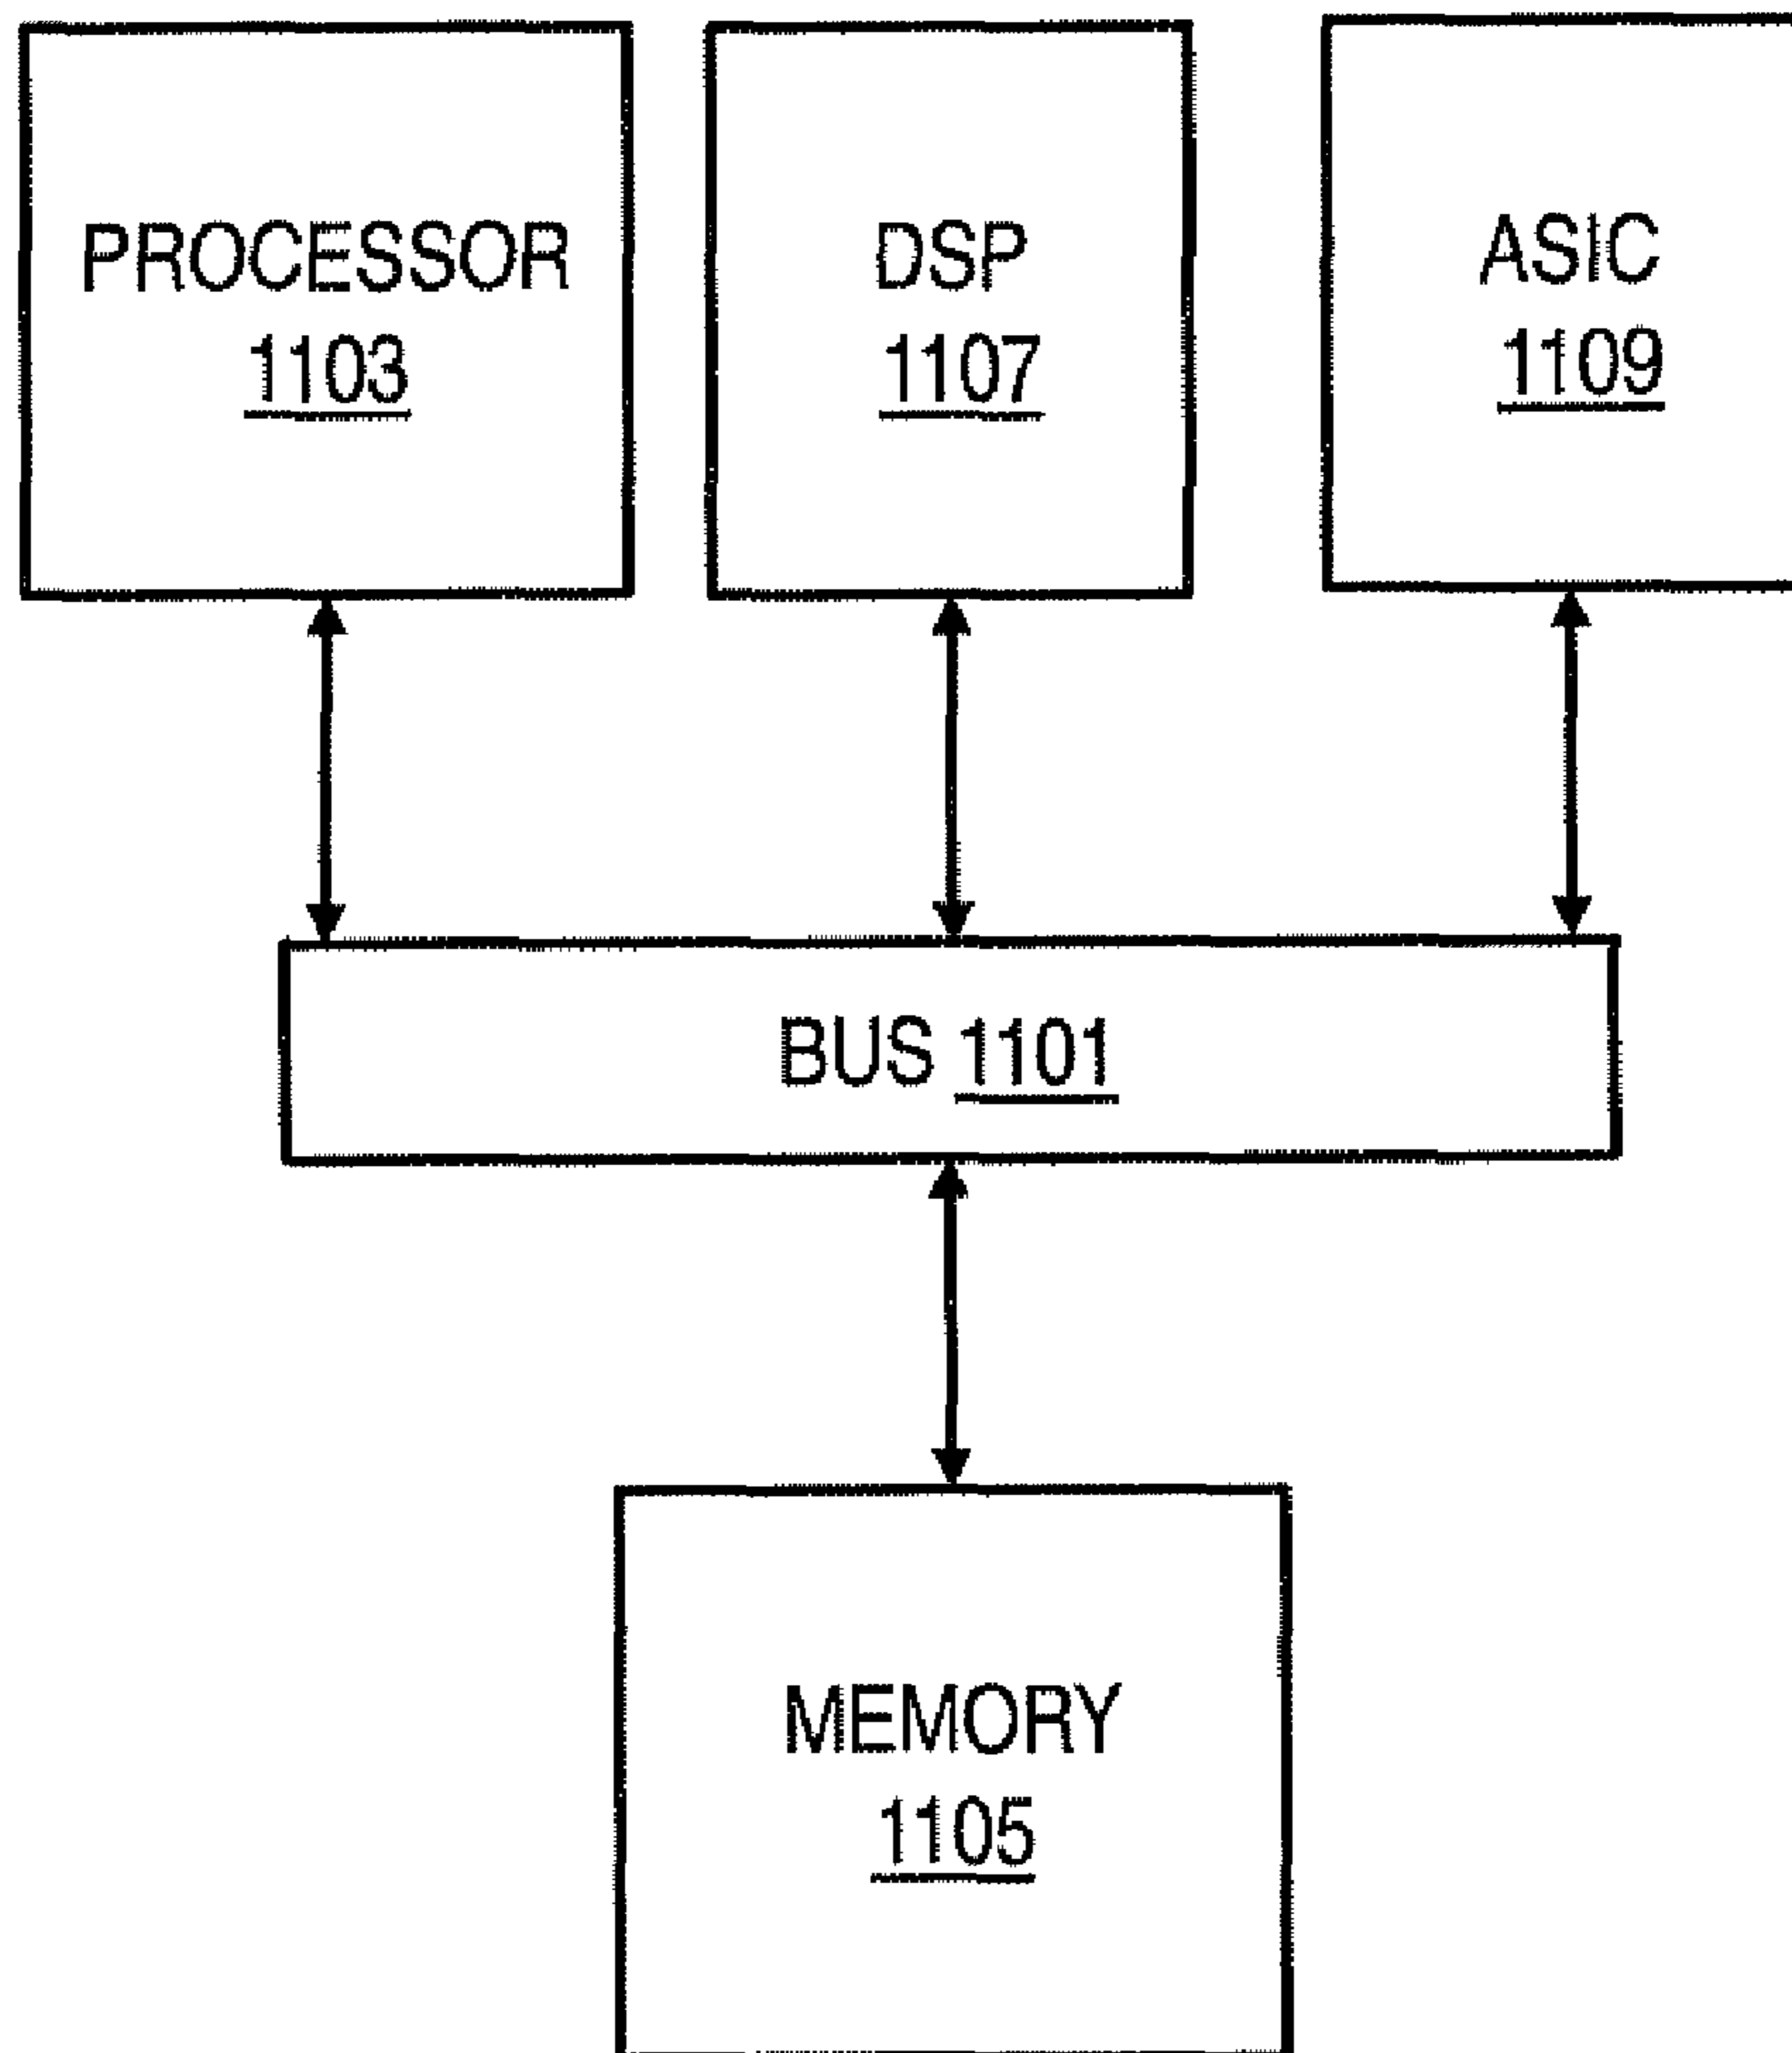 PROCESSOR
1103
DSP
1107
ASIC
1109
BUS 1101
MEMORY
1105